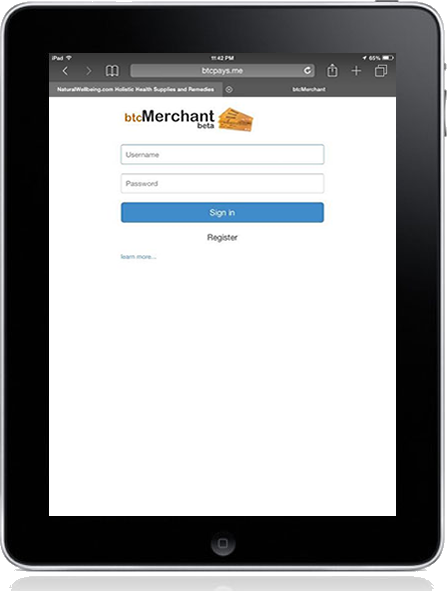 iPad 11:42 PM 65%
btcpays.me
NaturalWellbeing.com Holistic Health Supplies and Remedies btcMerchant
btcMerchant
beta
Username
Password
Sign in
Register
learn more...